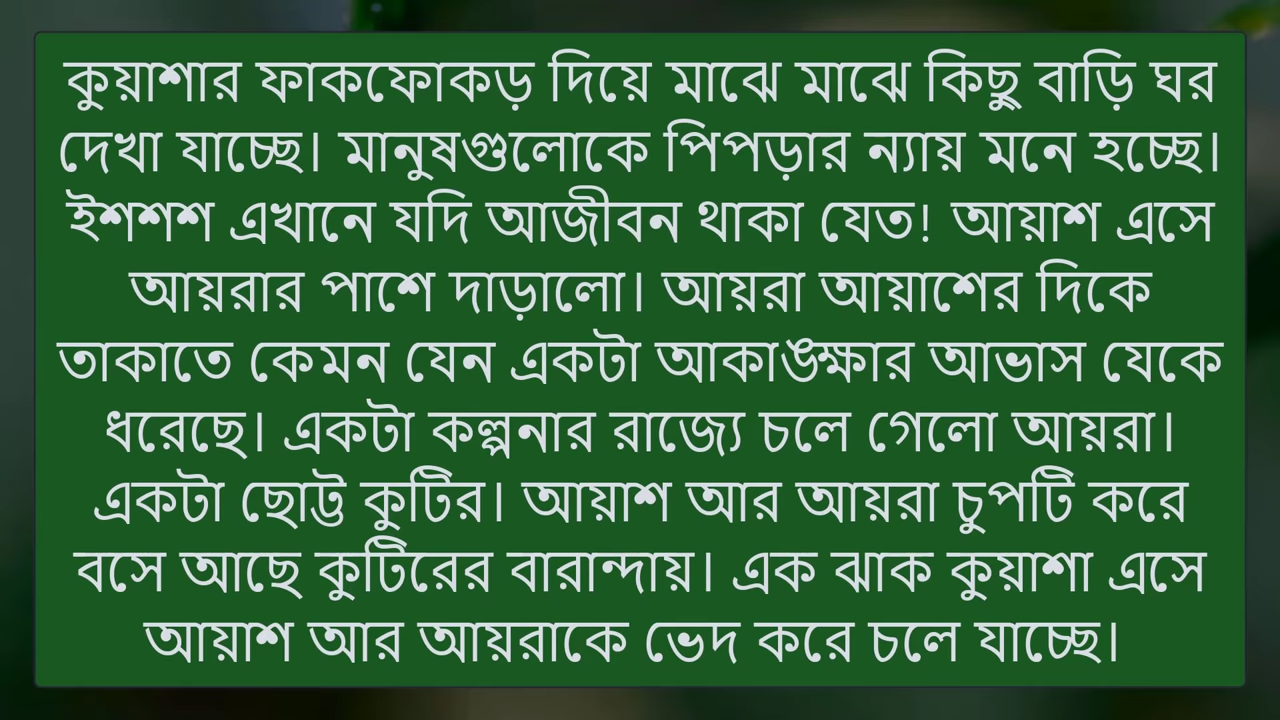 কুয়াশার ফাকফোকড় দিয়ে মাঝে মাঝে কিছু বাড়ি ঘর
দেখা যাচ্ছে। মানুষগুলোকে পিপড়ার ন্যায় মনে হচ্ছে।
ইশশশ এখানে যদি আজীবন থাকা যেত! আয়াশ এসে
আয়রার পাশে দাড়ালো। আয়রা আয়াশের দিকে
তাকাতে কেমন যেন একটা আকাঙ্ক্ষার আভাস যেকে
ধরেছে। একটা কল্পনার রাজ্যে চলে গেলো আয়রা।
একটা ছোট্ট কুটির। আয়াশ আর আয়রা চুপটি করে
বসে আছে কুটিরের বারান্দায়। এক ঝাক কুয়াশা এসে
আয়াশ আর আয়রাকে ভেদ করে চলে যাচ্ছে।